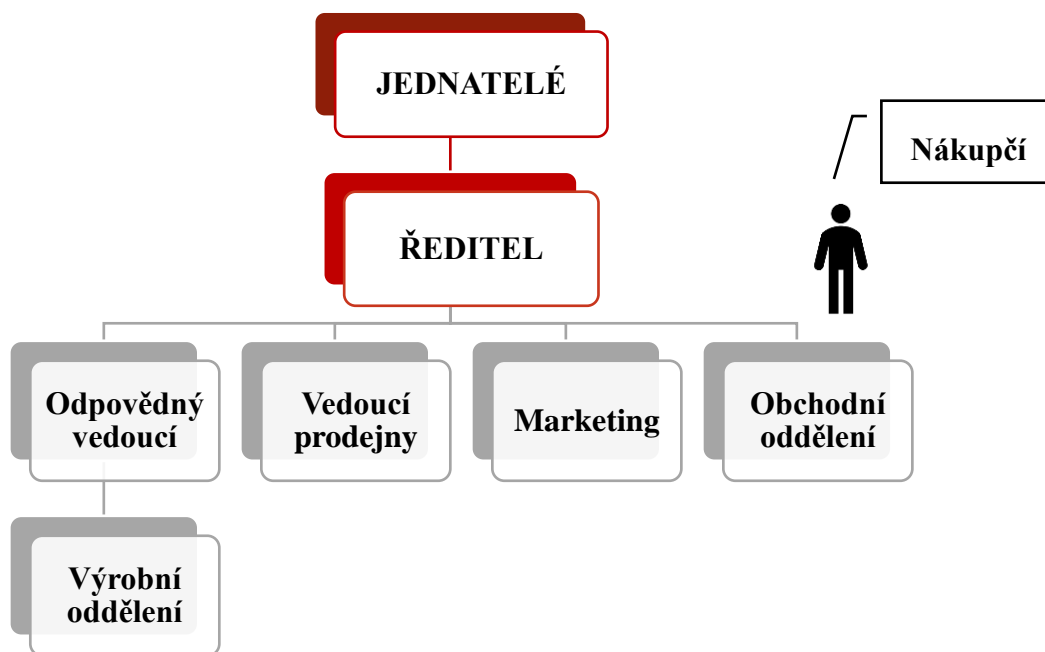 JEDNATELÉ
Nákupčí
ŘEDITEL
Odpovědný
vedoucí
Vedoucí
prodejny
Marketing
Obchodní
oddělení
Výrobní
oddělení